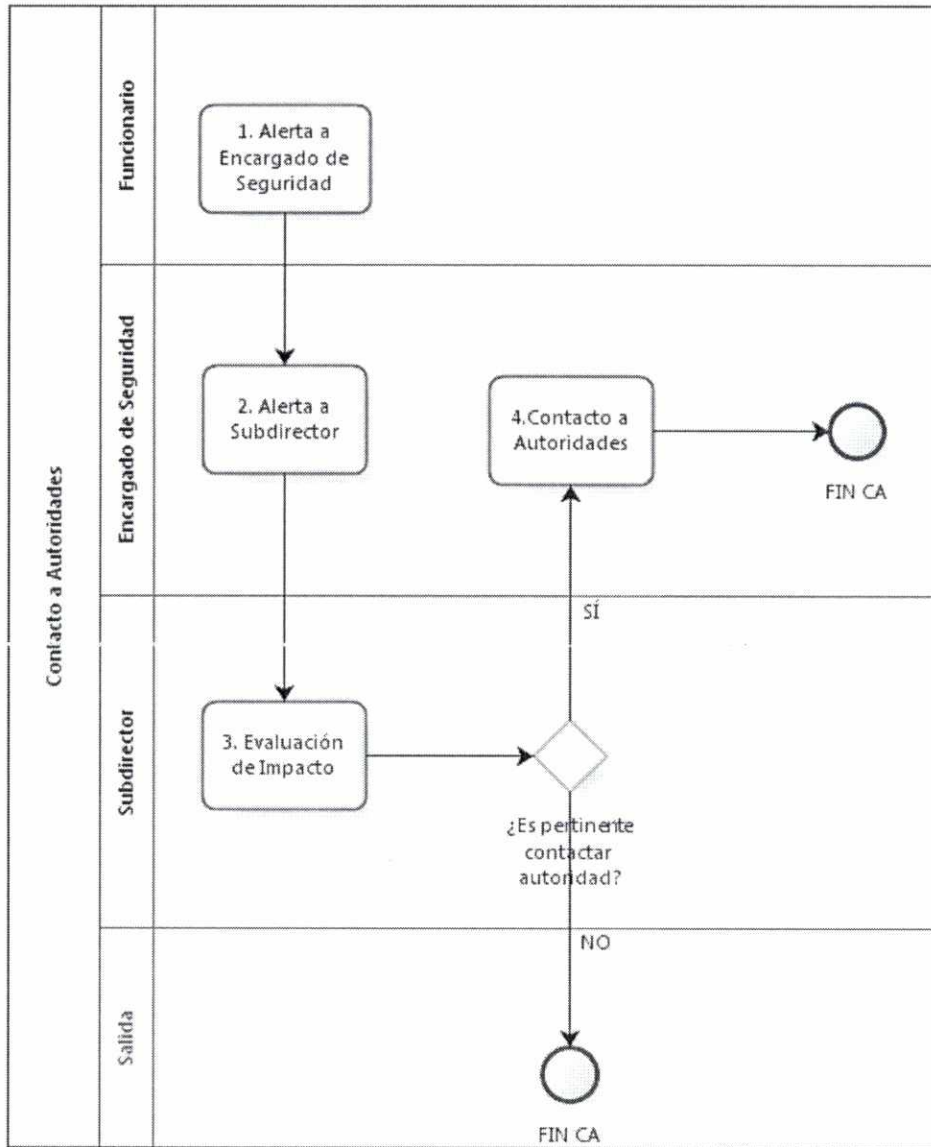 Contacto a Autoridades
Funcionario
1. Alerta a
Encargado de
Seguridad
Encargado de Seguridad
2. Alerta a
Subdirector
4.Contacto a
Autoridades
FIN CA
SÍ
Subdirector
3. Evaluación
de Impacto
¿Es pertinente
contactar
autoridad?
NO
Salida
FIN CA